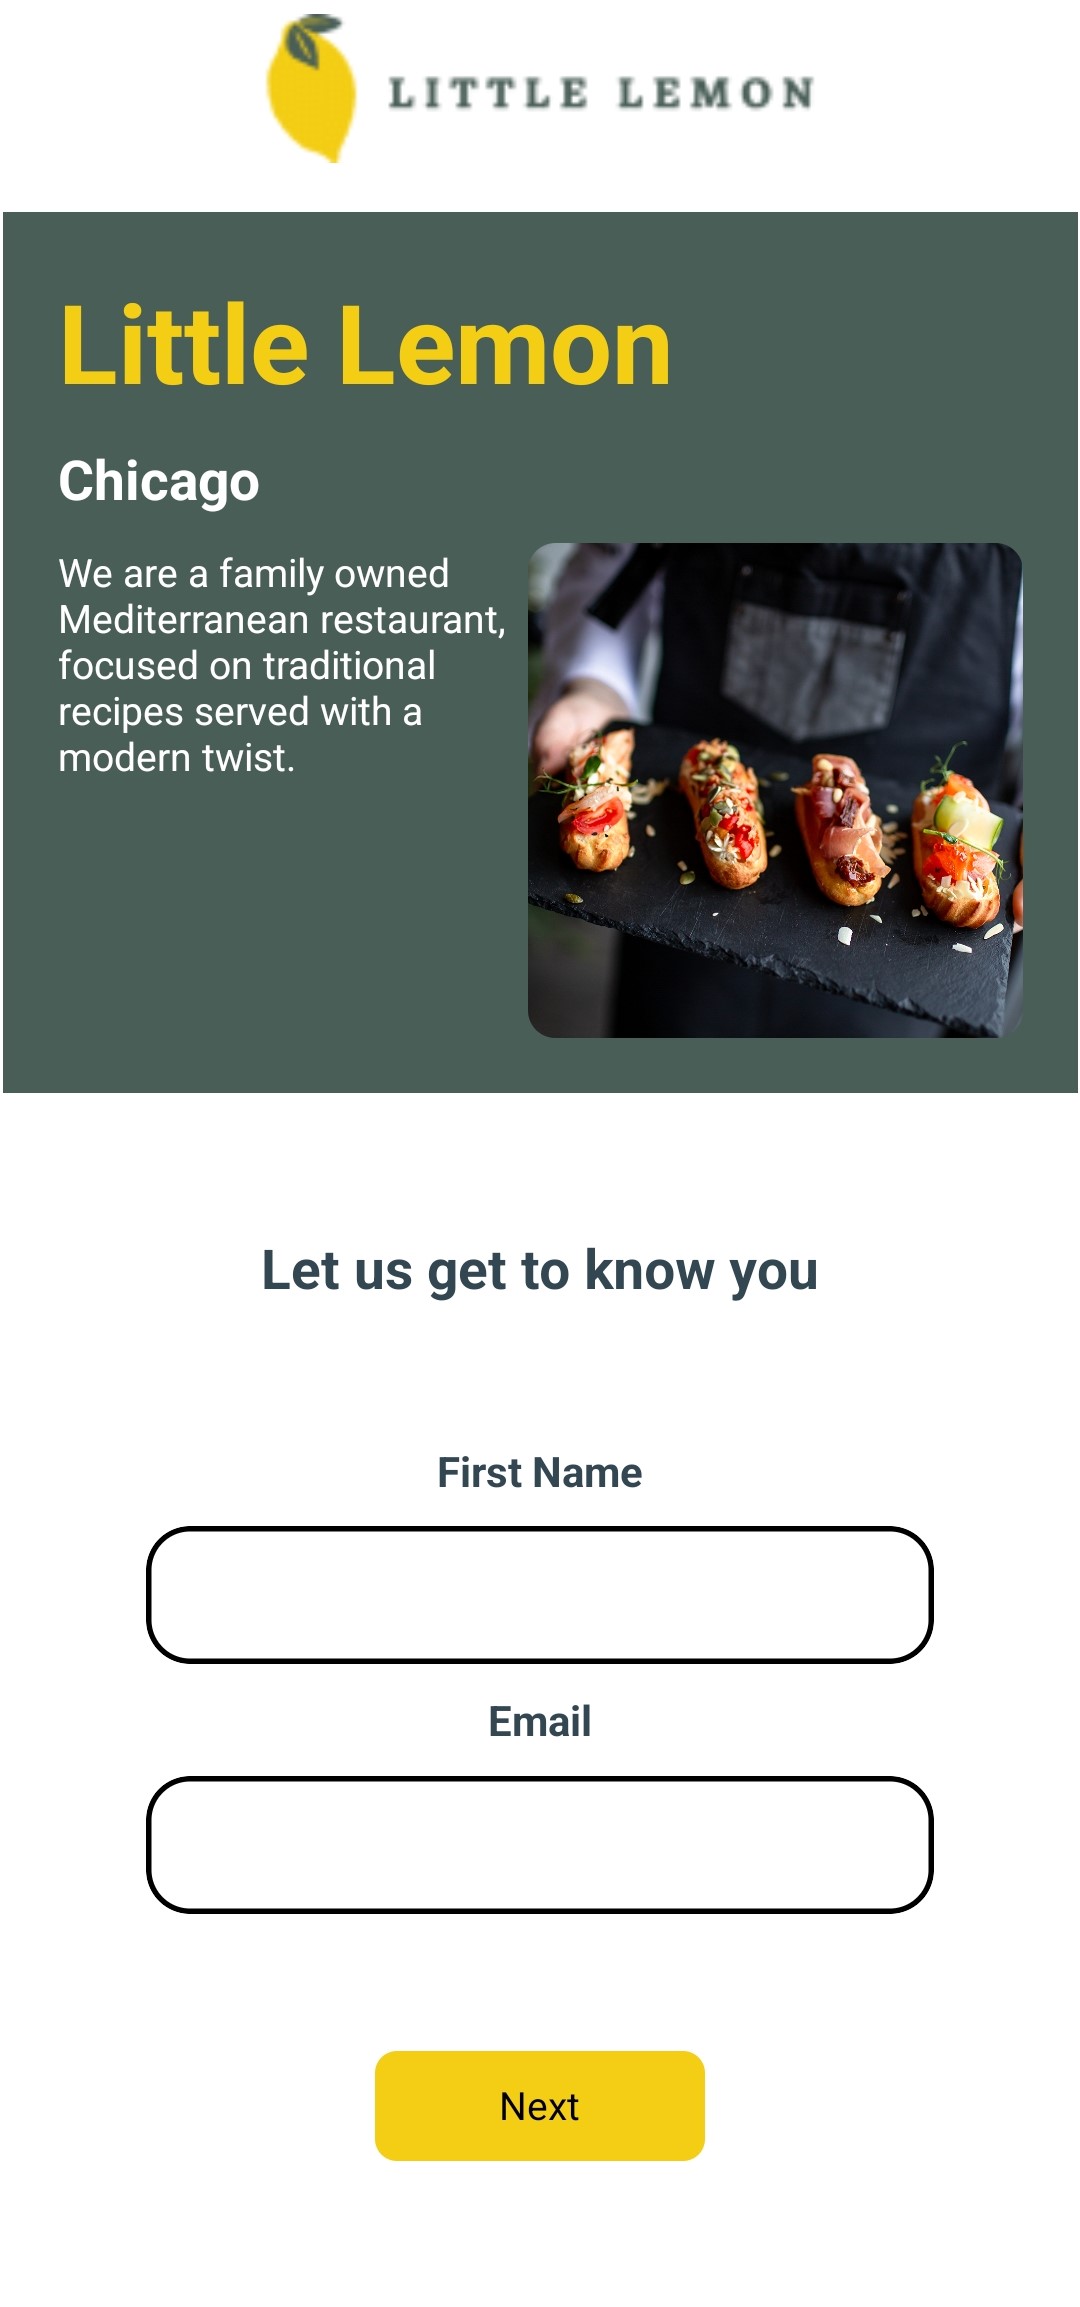 LITTLE LEMON
Little Lemon
Chicago
We are a family owned
Mediterranean restaurant,
focused on traditional
recipes served with a
modern twist.
Let us get to know you
First Name
Email
Next